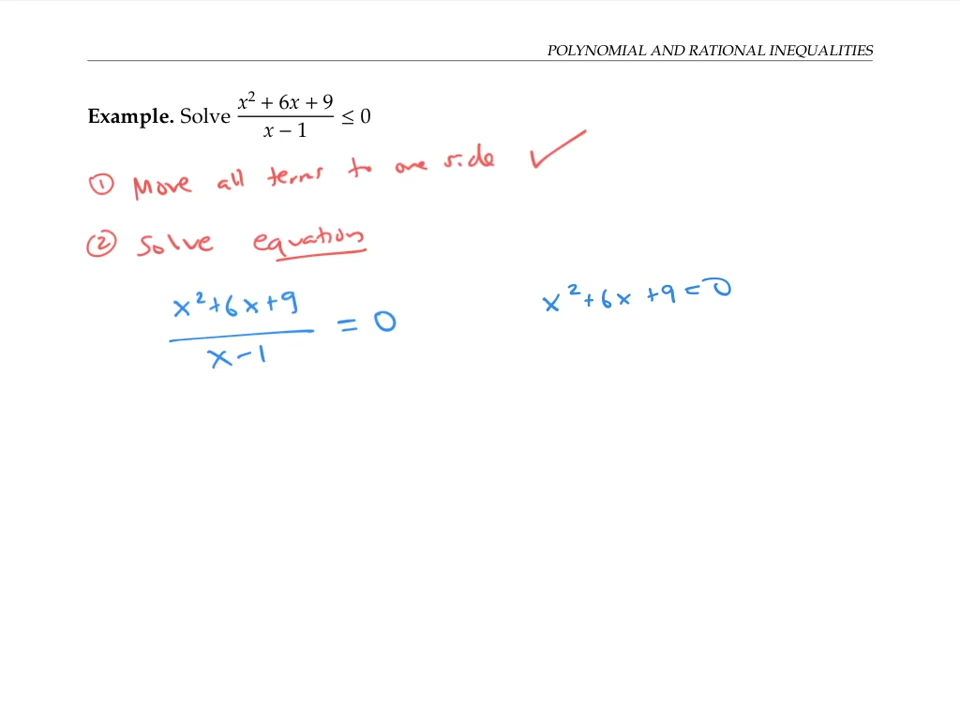 POLYNOMIAL AND RATIONAL INEQUALITIES
Example. Solve (x² + 6x + 9)/(x − 1) ≤ 0
① Move all terms to one side ✓
② Solve equation
(x²+6x+9)/(x−1) = 0
x²+6x+9=0